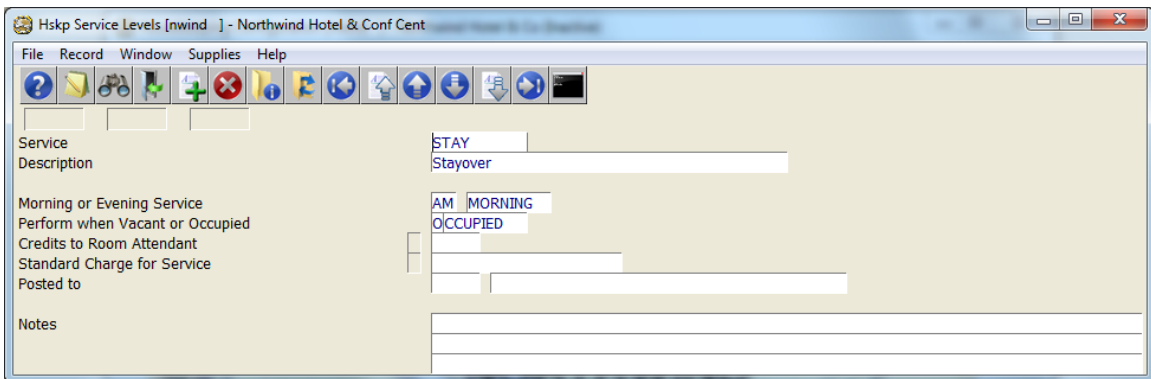 Hskp Service Levels [nwind   ] - Northwind Hotel & Conf Cent
File Record Window Supplies Help
Service STAY
Description Stayover
Morning or Evening Service AM MORNING
Perform when Vacant or Occupied OCCUPIED
Credits to Room Attendant
Standard Charge for Service
Posted to
Notes